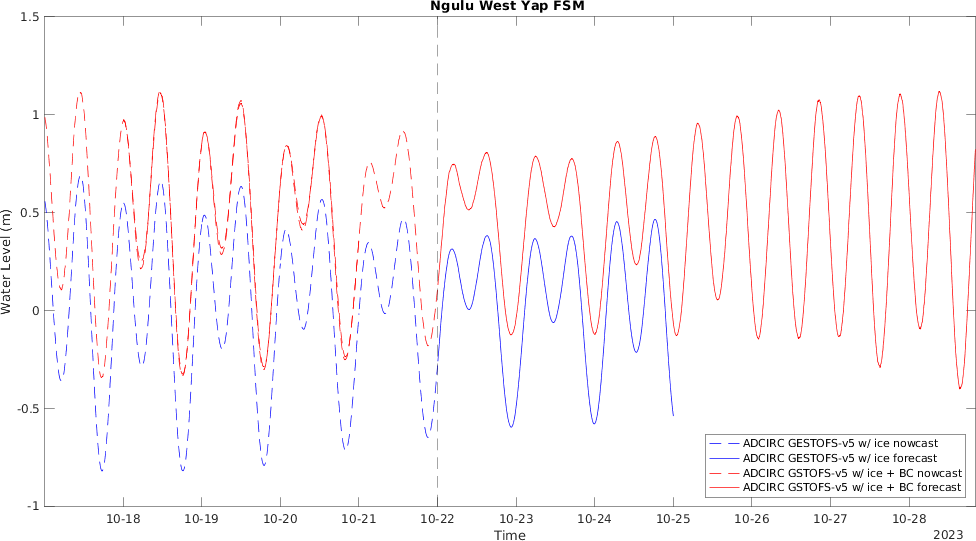 Ngulu West Yap FSM
1.5
1
0.5
0
-0.5
-1
Water Level (m)
ADCIRC GESTOFS-v5 w/ ice nowcast
ADCIRC GESTOFS-v5 w/ ice forecast
ADCIRC GSTOFS-v5 w/ ice + BC nowcast
ADCIRC GSTOFS-v5 w/ ice + BC forecast
10-18 10-19 10-20 10-21 10-22 10-23 10-24 10-25 10-26 10-27 10-28
Time 2023